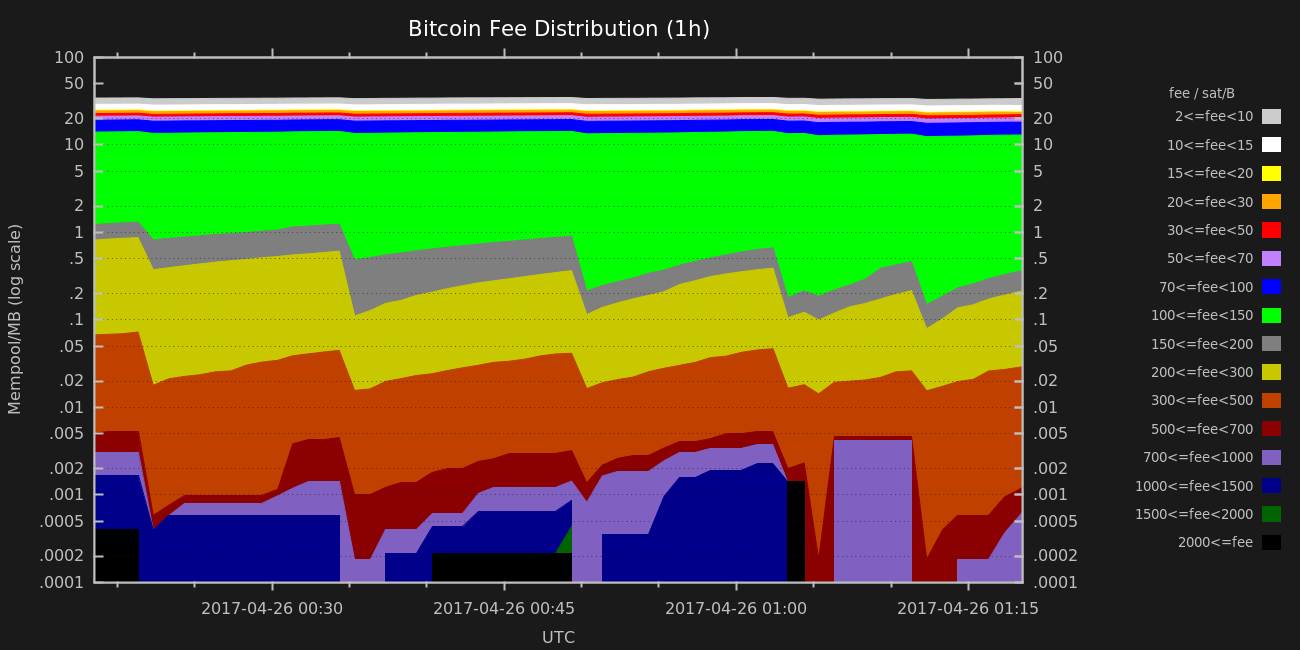 Bitcoin Fee Distribution (1h)
100 100
50 50
20 20
10 10
5 5
2 2
1 1
.5 .5
.2 .2
.1 .1
.05 .05
.02 .02
.01 .01
.005 .005
.002 .002
.001 .001
.0005 .0005
.0002 .0002
.0001 .0001
Mempool/MB (log scale)
2017-04-26 00:30 2017-04-26 00:45 2017-04-26 01:00 2017-04-26 01:15
UTC
fee / sat/B
2<=fee<10
10<=fee<15
15<=fee<20
20<=fee<30
30<=fee<50
50<=fee<70
70<=fee<100
100<=fee<150
150<=fee<200
200<=fee<300
300<=fee<500
500<=fee<700
700<=fee<1000
1000<=fee<1500
1500<=fee<2000
2000<=fee